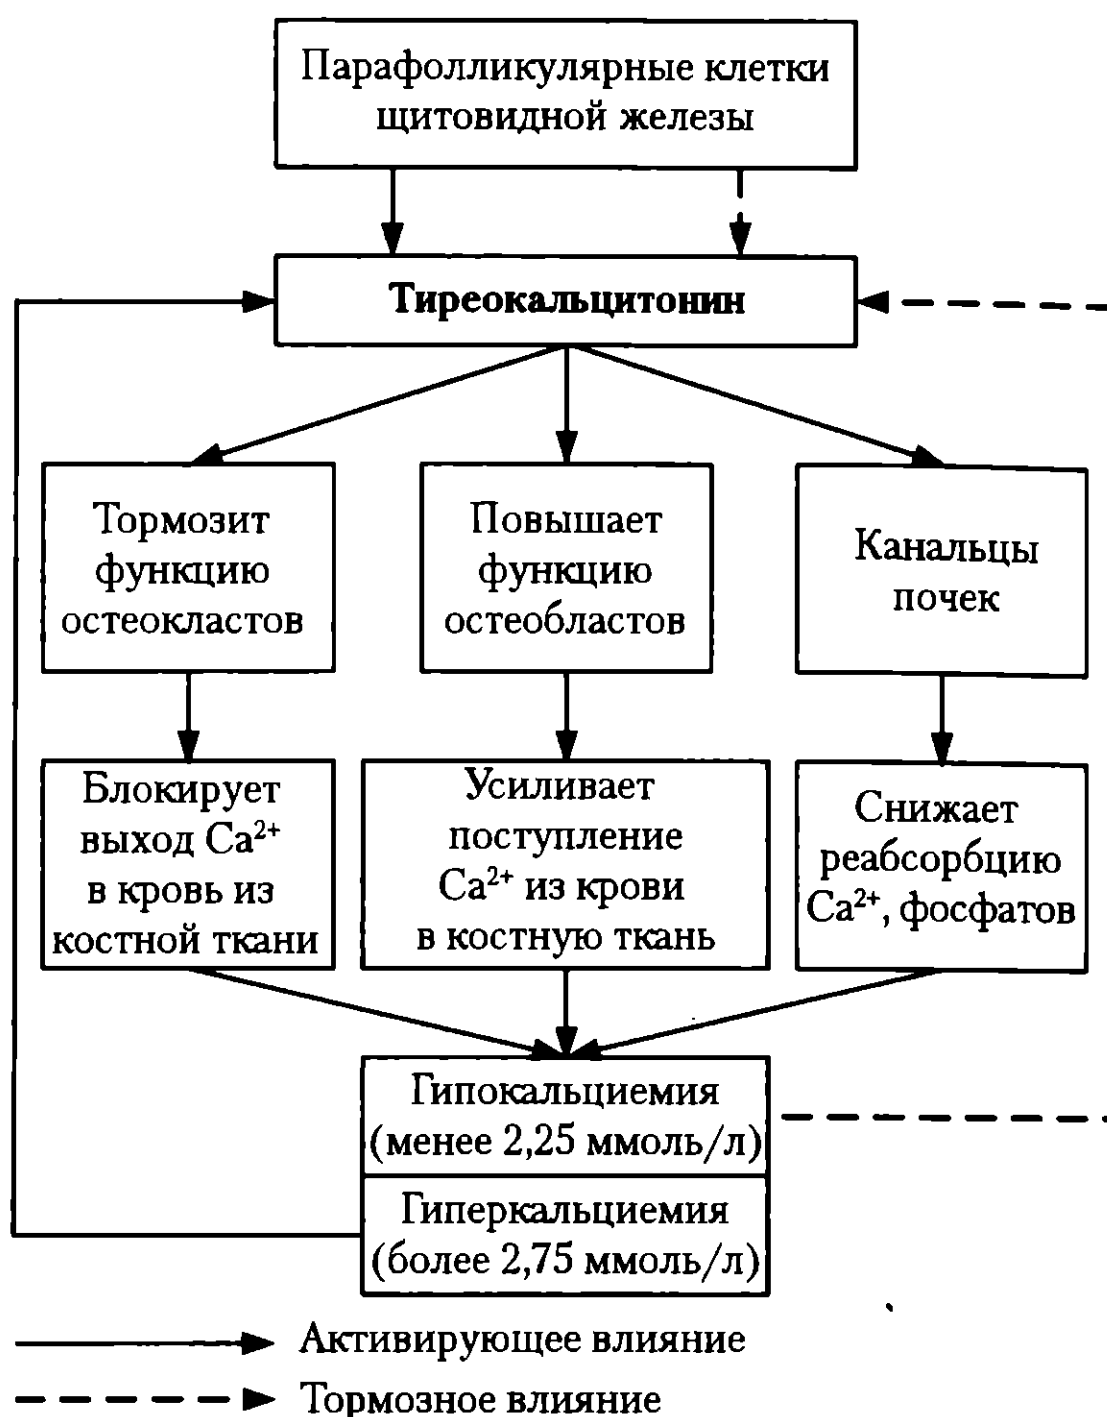 Парафолликулярные клетки
щитовидной железы
Тиреокальцитонин
Тормозит
функцию
остеокластов
Повышает
функцию
остеобластов
Канальцы
почек
Блокирует
выход Ca²⁺
в кровь из
костной ткани
Усиливает
поступление
Ca²⁺ из крови
в костную ткань
Снижает
реабсорбцию
Ca²⁺, фосфатов
Гипокальциемия
(менее 2,25 ммоль/л)
Гиперкальциемия
(более 2,75 ммоль/л)
Активирующее влияние
Тормозное влияние